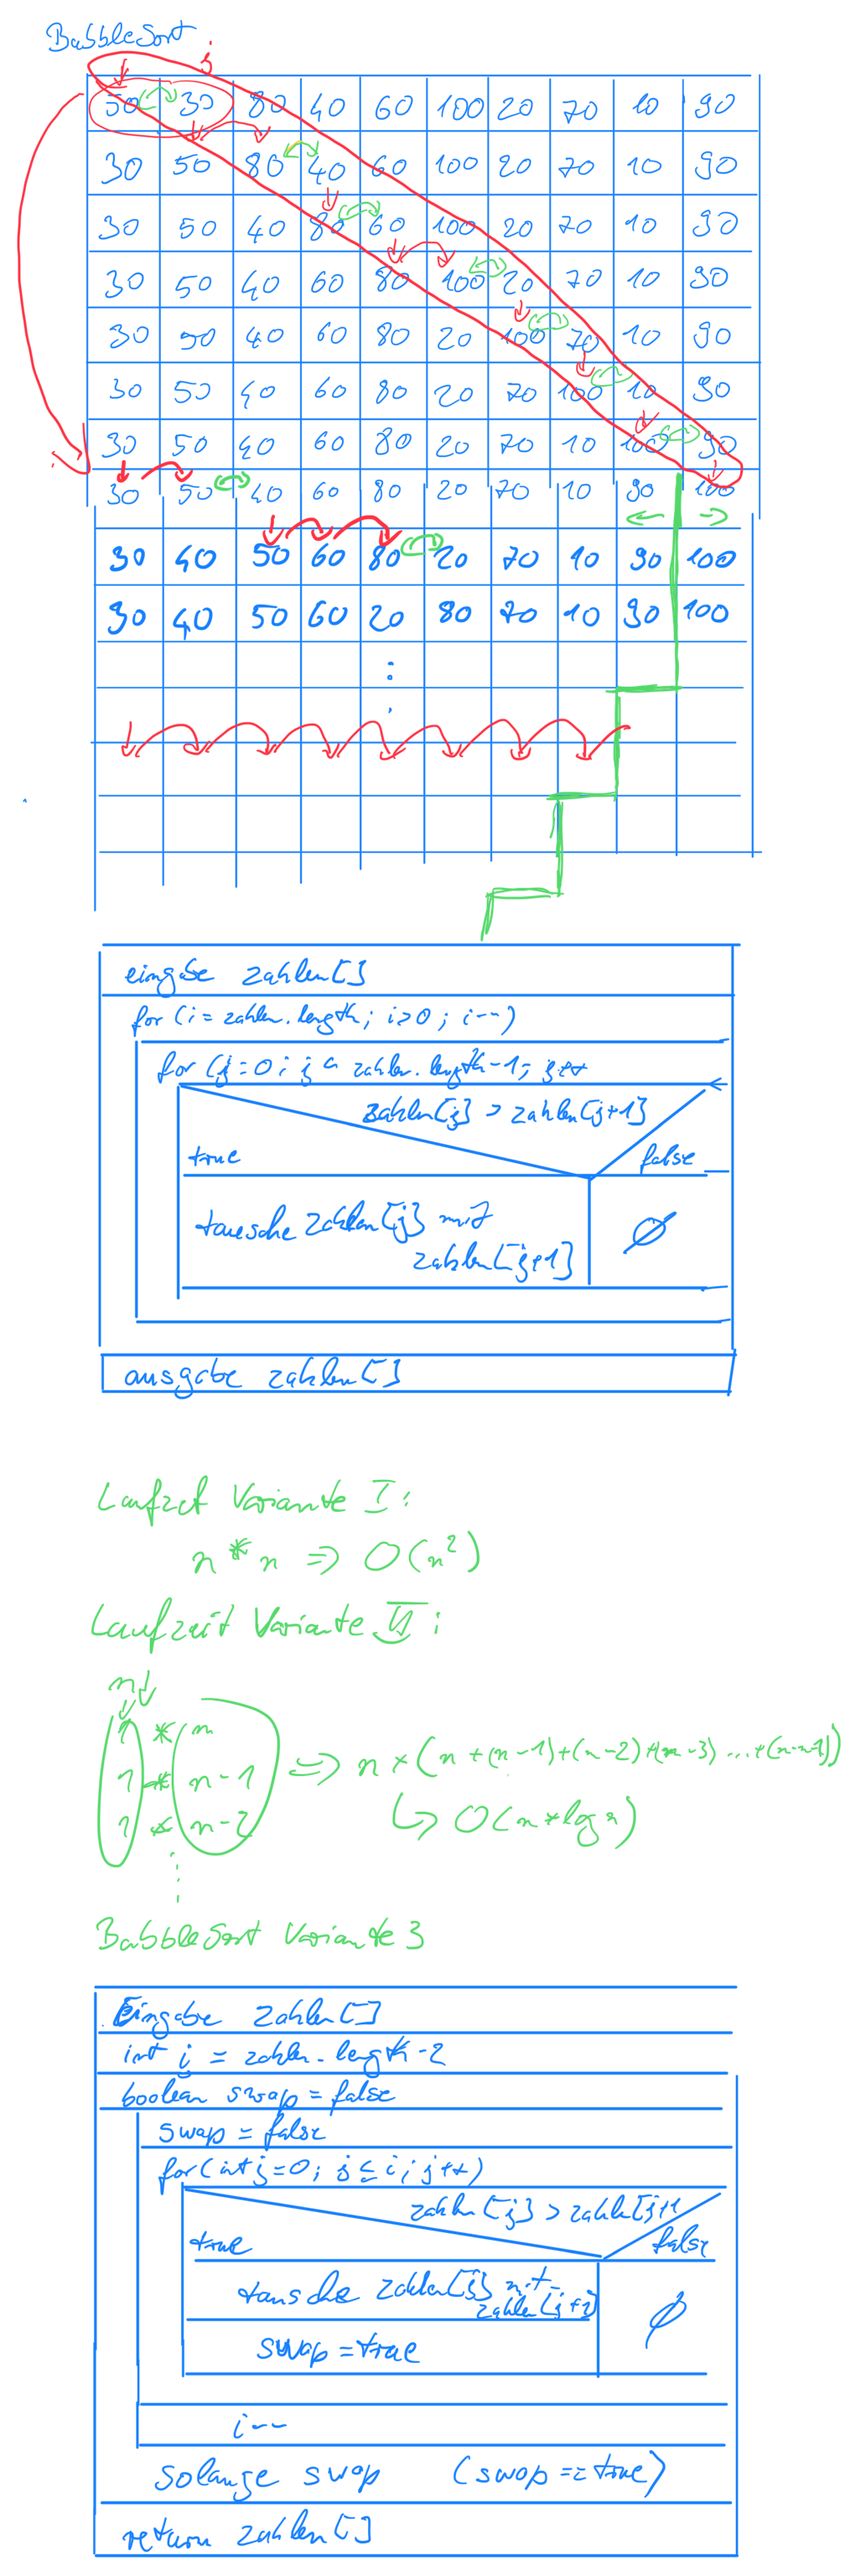 BubbleSort j
50 30 80 40 60 100 20 70 10 90
30 50 80 40 60 100 20 70 10 90
30 50 40 80 60 100 20 70 10 90
30 50 40 60 80 100 20 70 10 90
30 50 40 60 80 20 100 70 10 90
30 50 40 60 80 20 70 100 10 90
30 50 40 60 80 20 70 10 100 90
30 50 40 60 80 20 70 10 90 100
30 40 50 60 80 20 70 10 90 100
30 40 50 60 20 80 70 10 90 100
eingabe zahlen[]
for (i = zahlen.length; i>0; i--)
for (j=0; j < zahlen.length-1; j++
zahlen[j] > zahlen[j+1]
true false
tausche zahlen[j] mit
zahlen[j+1] ∅
ausgabe zahlen[]
Laufzeit Variante I:
n * n => O(n²)
Laufzeit Variante II:
n
1 * n
1 * n-1 => n * (n+(n-1)+(n-2)+(n-3)...+(n-n-1))
1 * n-2 ↳ O(n*log n)
BubbleSort Variante 3
Eingabe zahlen[]
int i = zahlen.length-2
boolean swap = false
swap = false
for(int j=0; j≤i; j++)
zahlen[j] > zahlen[j+1
true false
tausche zahlen[j] mit
zahlen[j+1] ∅
swap = true
i--
solange swap (swap == true)
return zahlen[]